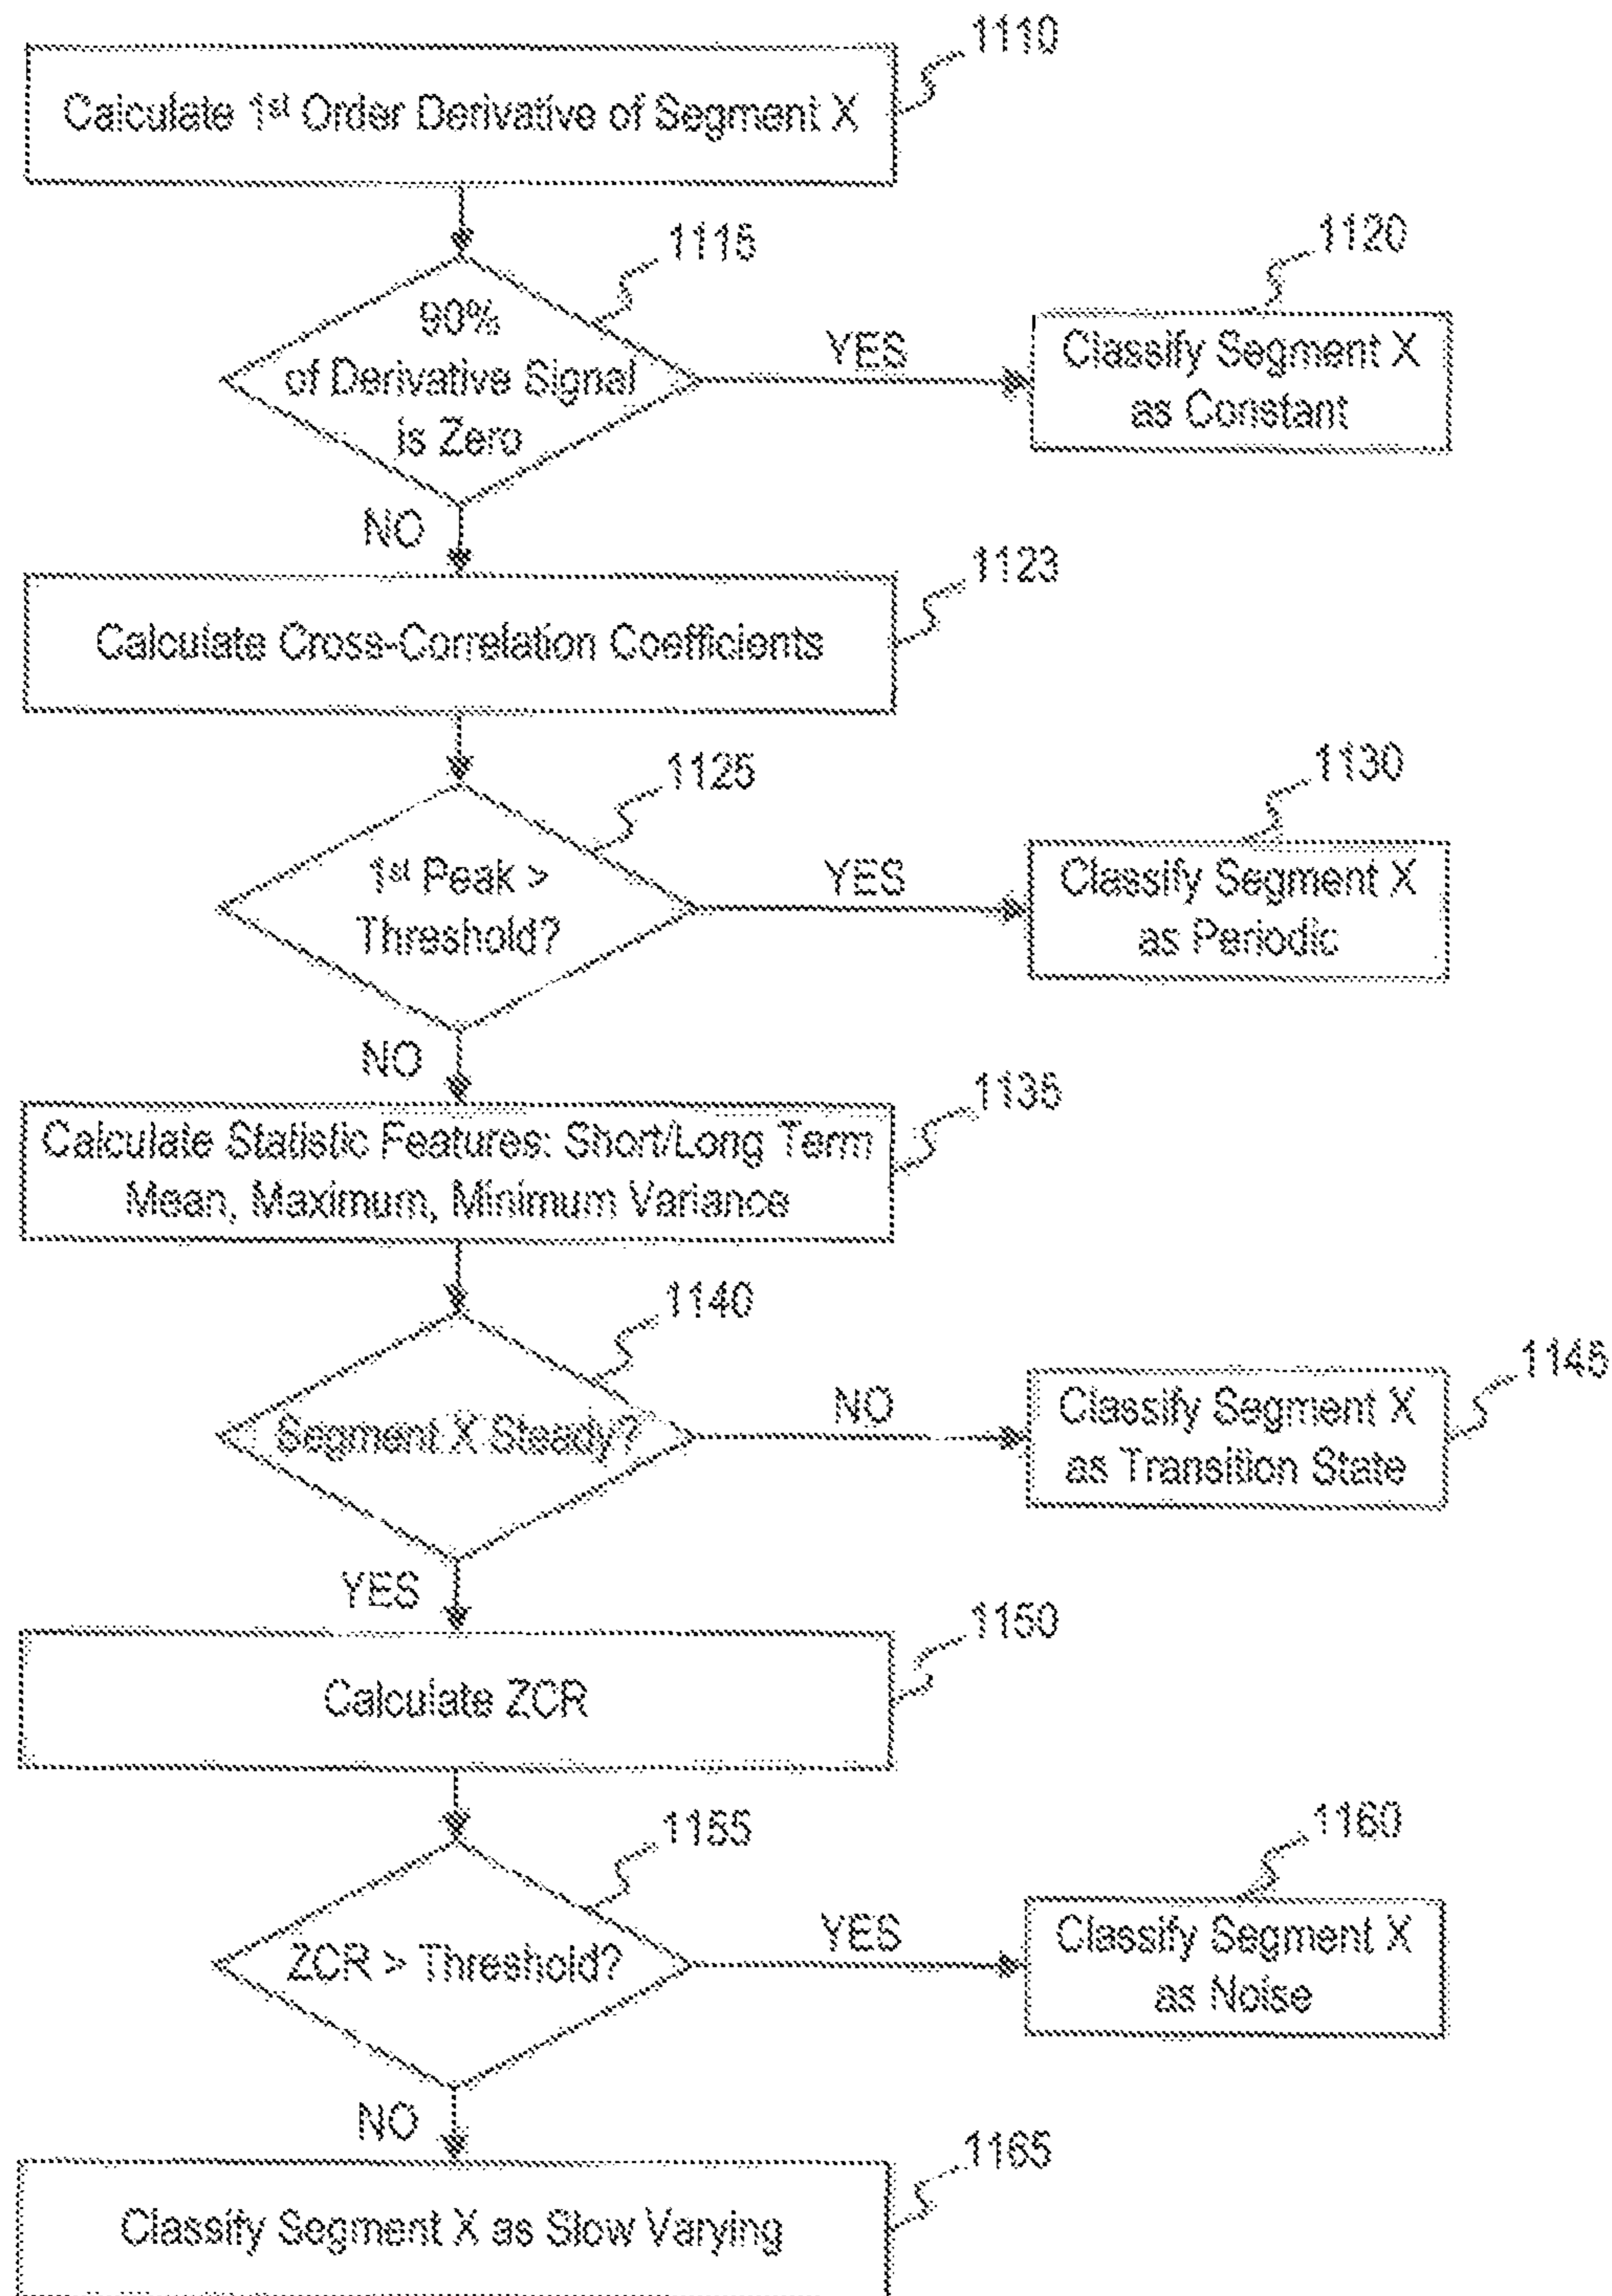 1110
Calculate 1st Order Derivative of Segment X
1115
1120
90%
of Derivative Signal
is Zero
YES
Classify Segment X
as Constant
NO
1123
Calculate Cross-Correlation Coefficients
1125
1130
1st Peak >
Threshold?
YES
Classify Segment X
as Periodic
NO
1135
Calculate Statistic Features: Short/Long Term
Mean, Maximum, Minimum Variance
1140
1145
Segment X Steady?
NO
Classify Segment X
as Transition State
YES
1150
Calculate ZCR
1155
1160
ZCR > Threshold?
YES
Classify Segment X
as Noise
NO
1165
Classify Segment X as Slow Varying